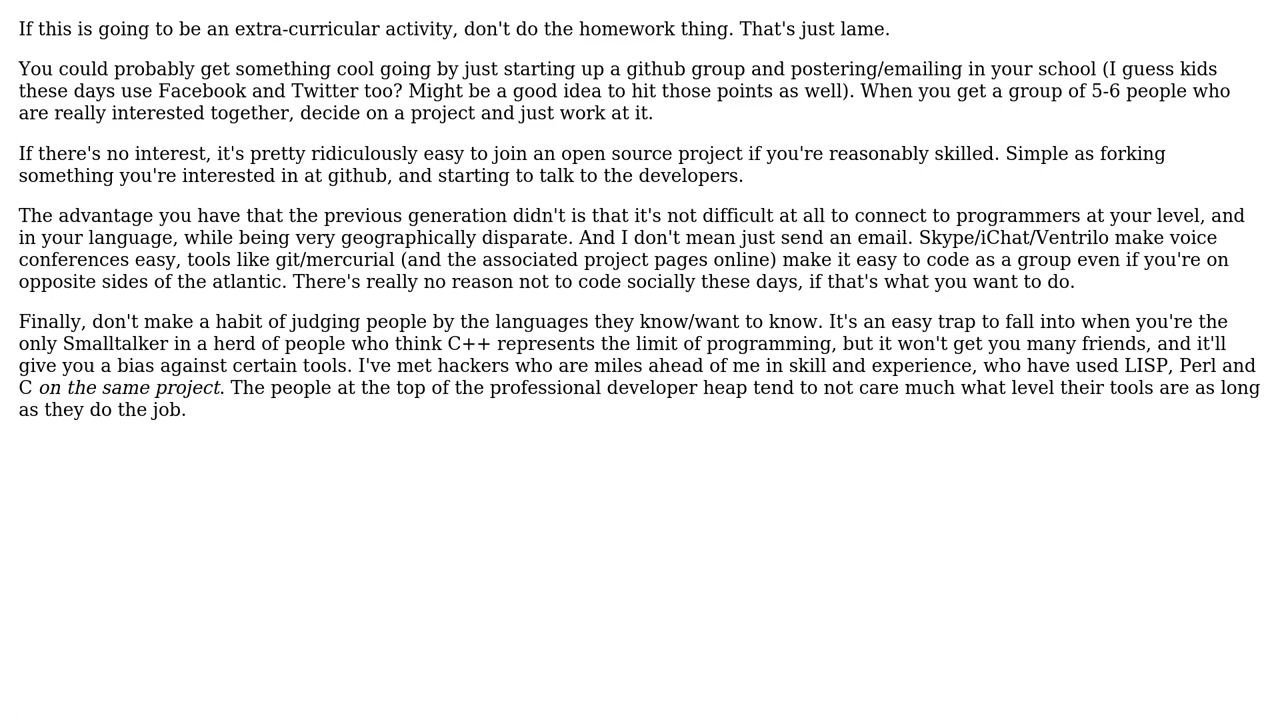 If this is going to be an extra-curricular activity, don't do the homework thing. That's just lame.
You could probably get something cool going by just starting up a github group and postering/emailing in your school (I guess kids
these days use Facebook and Twitter too? Might be a good idea to hit those points as well). When you get a group of 5-6 people who
are really interested together, decide on a project and just work at it.
If there's no interest, it's pretty ridiculously easy to join an open source project if you're reasonably skilled. Simple as forking
something you're interested in at github, and starting to talk to the developers.
The advantage you have that the previous generation didn't is that it's not difficult at all to connect to programmers at your level, and
in your language, while being very geographically disparate. And I don't mean just send an email. Skype/iChat/Ventrilo make voice
conferences easy, tools like git/mercurial (and the associated project pages online) make it easy to code as a group even if you're on
opposite sides of the atlantic. There's really no reason not to code socially these days, if that's what you want to do.
Finally, don't make a habit of judging people by the languages they know/want to know. It's an easy trap to fall into when you're the
only Smalltalker in a herd of people who think C++ represents the limit of programming, but it won't get you many friends, and it'll
give you a bias against certain tools. I've met hackers who are miles ahead of me in skill and experience, who have used LISP, Perl and
C on the same project. The people at the top of the professional developer heap tend to not care much what level their tools are as long
as they do the job.